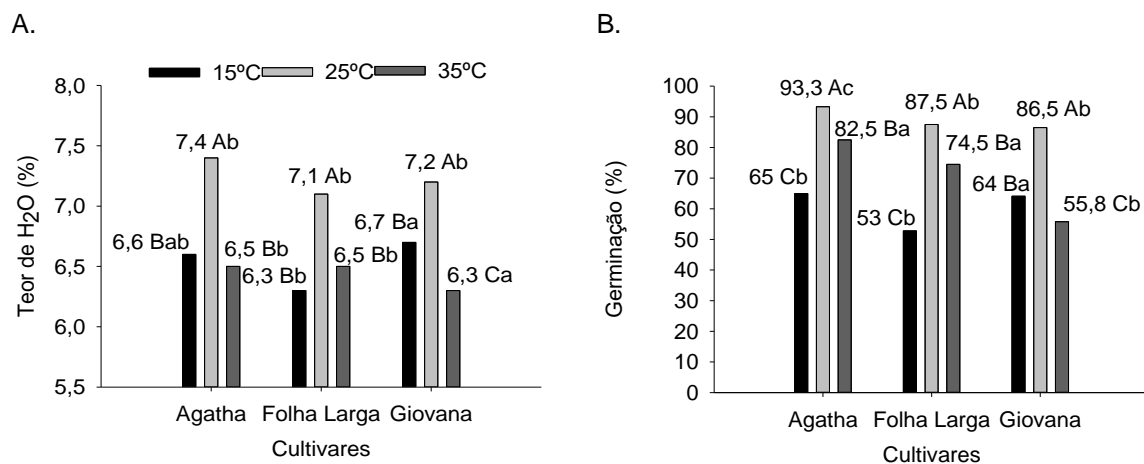 A.
15ºC 25ºC 35ºC
Teor de H2O (%)
8,0
7,5
7,0
6,5
6,0
5,5
7,4 Ab
7,1 Ab
7,2 Ab
6,7 Ba
6,6 Bab
6,5 Bb
6,3 Bb
6,5 Bb
6,3 Ca
Agatha Folha Larga Giovana
Cultivares
B.
Germinação (%)
100
90
80
70
60
50
40
30
20
10
0
93,3 Ac
87,5 Ab
86,5 Ab
82,5 Ba
74,5 Ba
65 Cb
64 Ba
53 Cb
55,8 Cb
Agatha Folha Larga Giovana
Cultivares